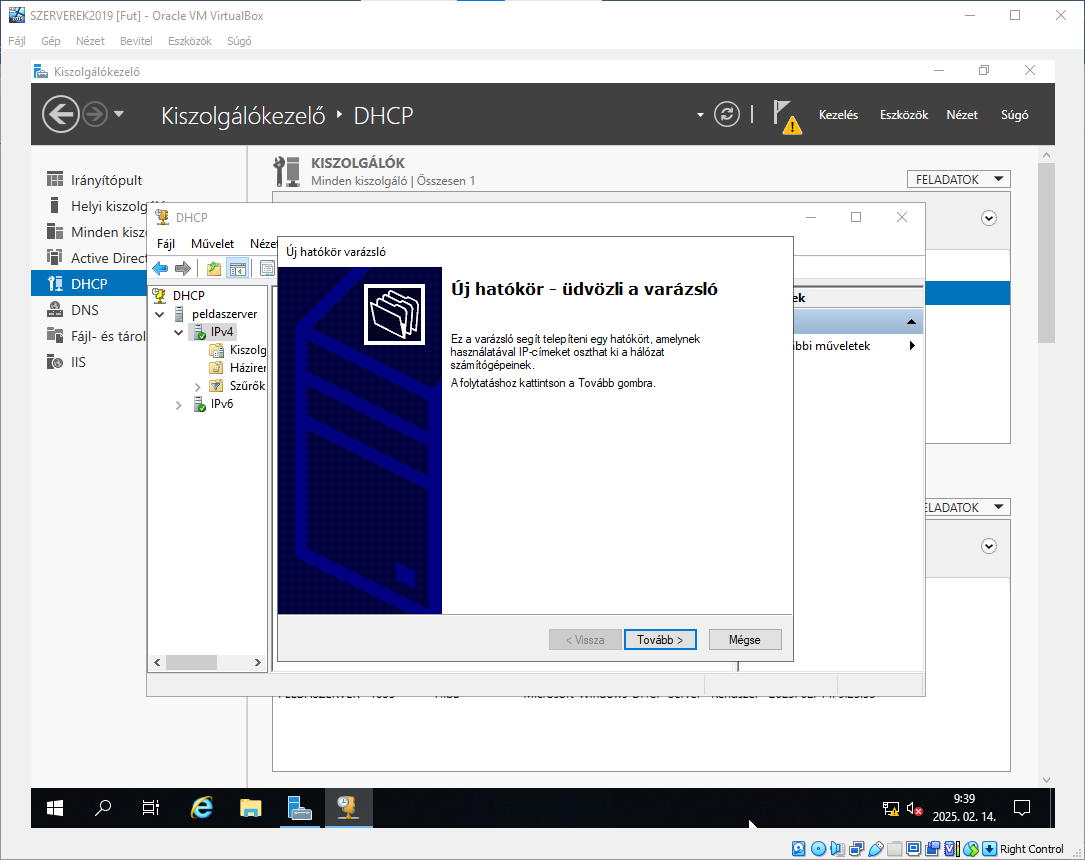 SZERVEREK2019 [Fut] - Oracle VM VirtualBox
Fájl Gép Nézet Bevitel Eszközök Súgó
Kiszolgálókezelő
Kiszolgálókezelő DHCP
Kezelés Eszközök Nézet Súgó
Irányítópult
Helyi kiszolgáló
Minden kisz
Active Direct
DHCP
DNS
Fájl- és tárol
IIS
KISZOLGÁLÓK
Minden kiszolgáló | Összesen 1
FELADATOK
DHCP
Fájl Művelet Nézet
DHCP
peldaszerver
IPv4
Kiszolg
Házirer
Szűrők
IPv6
Új hatókör varázsló
Új hatókör - üdvözli a varázsló
Ez a varázsló segít telepíteni egy hatókört, amelynek
használatával IP-címeket oszthat ki a hálózat
számítógépeinek.
A folytatáshoz kattintson a Tovább gombra.
< Vissza Tovább > Mégse
ek
bbi műveletek
ELADATOK
9:39
2025. 02. 14.
Right Control